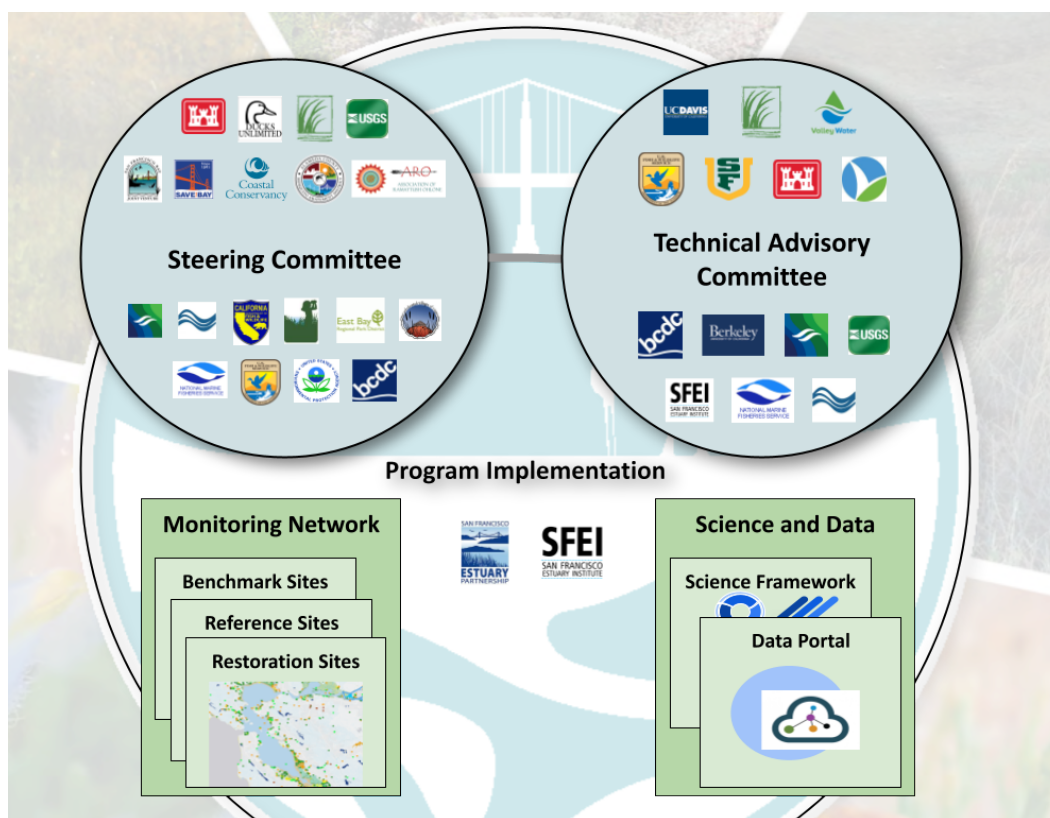 DUCKS
UNLIMITED
USGS
SAVE BAY
Coastal
Conservancy
ARO
ASSOCIATION OF
RAMAYTUSH OHLONE
Steering Committee
CALIFORNIA
East Bay
Regional Park District
NATIONAL MARINE
FISHERIES SERVICE
bcdc
UCDAVIS
Valley Water
SF
Technical Advisory
Committee
bcdc
Berkeley
UNIVERSITY OF CALIFORNIA
USGS
SFEI
SAN FRANCISCO
ESTUARY INSTITUTE
NATIONAL MARINE
FISHERIES SERVICE
Program Implementation
Monitoring Network
Benchmark Sites
Reference Sites
Restoration Sites
SAN FRANCISCO
ESTUARY
PARTNERSHIP
SFEI
SAN FRANCISCO
ESTUARY INSTITUTE
Science and Data
Science Framework
Data Portal